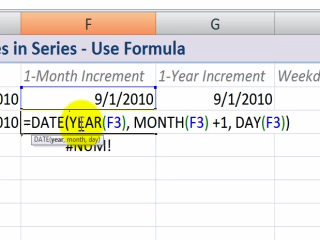 F G
es in Series - Use Formula
1-Month Increment 1-Year Increment Weekd
010 9/1/2010 9/1/2010
010 =DATE(YEAR(F3), MONTH(F3) +1, DAY(F3))
DATE(year, month, day)
#NUM!